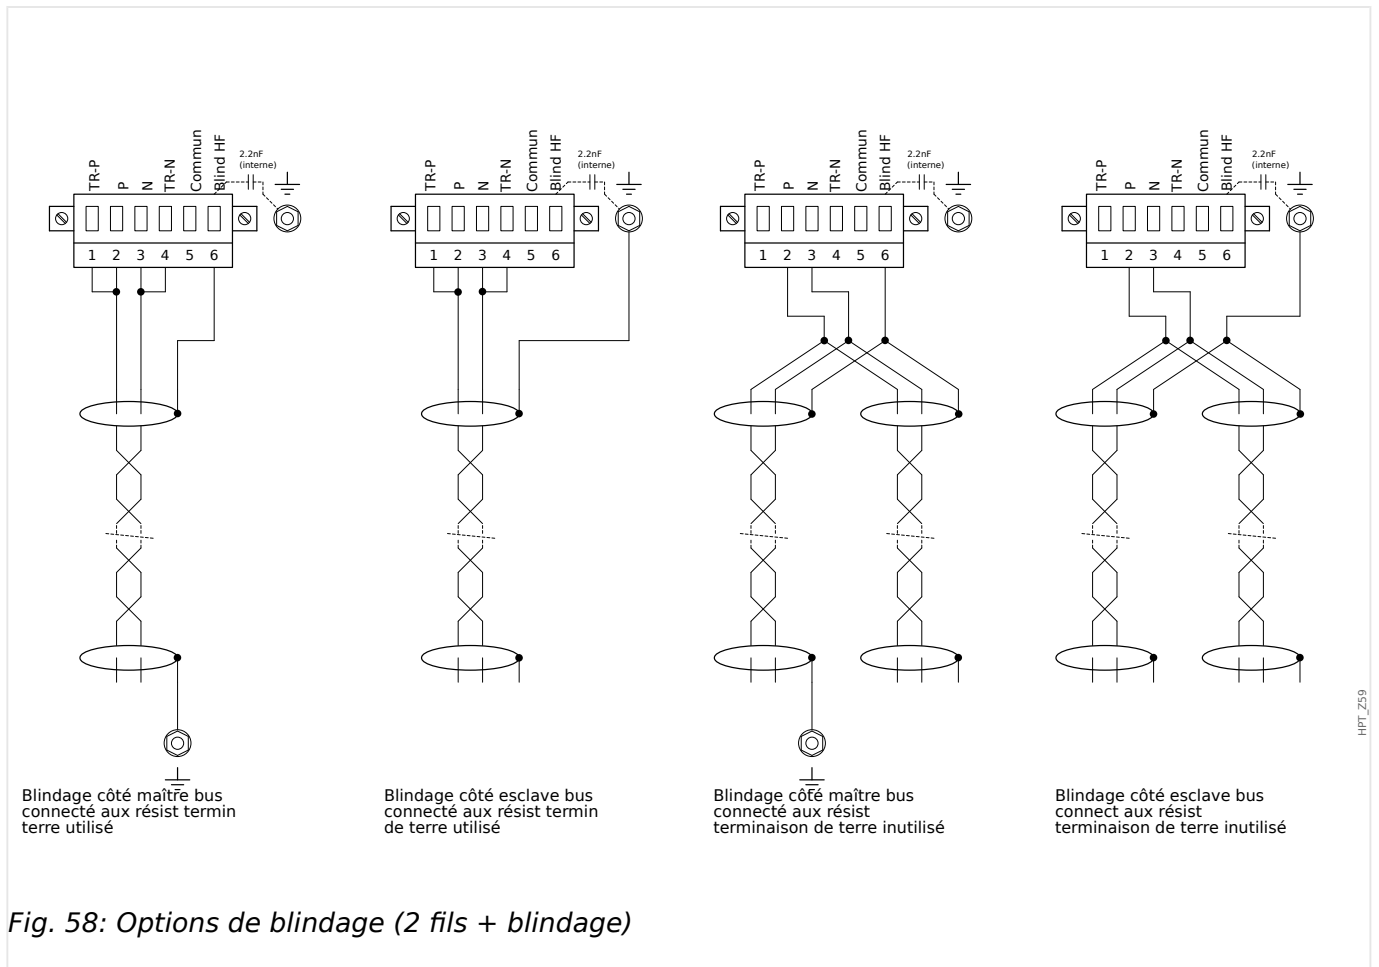 TR-P P N TR-N Commun Blind HF 2.2nF (interne)
TR-P P N TR-N Commun Blind HF 2.2nF (interne)
TR-P P N TR-N Commun Blind HF 2.2nF (interne)
TR-P P N TR-N Commun Blind HF 2.2nF (interne)
1 2 3 4 5 6
1 2 3 4 5 6
1 2 3 4 5 6
1 2 3 4 5 6
HPT_Z59
Blindage côté maître bus
connecté aux résist termin
terre utilisé
Blindage côté esclave bus
connecté aux résist termin
de terre utilisé
Blindage côté maître bus
connecté aux résist
terminaison de terre inutilisé
Blindage côté esclave bus
connect aux résist
terminaison de terre inutilisé
Fig. 58: Options de blindage (2 fils + blindage)